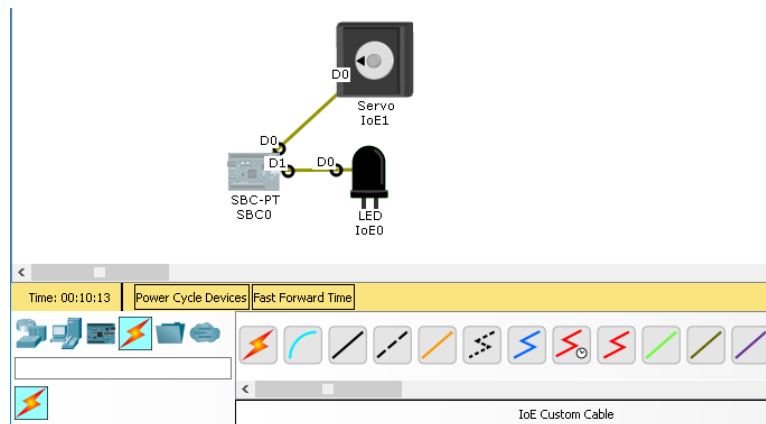 D0
Servo
IoE1
D0
D1
D0
SBC-PT
SBC0
LED
IoE0
Time: 00:10:13
Power Cycle Devices
Fast Forward Time
IoE Custom Cable